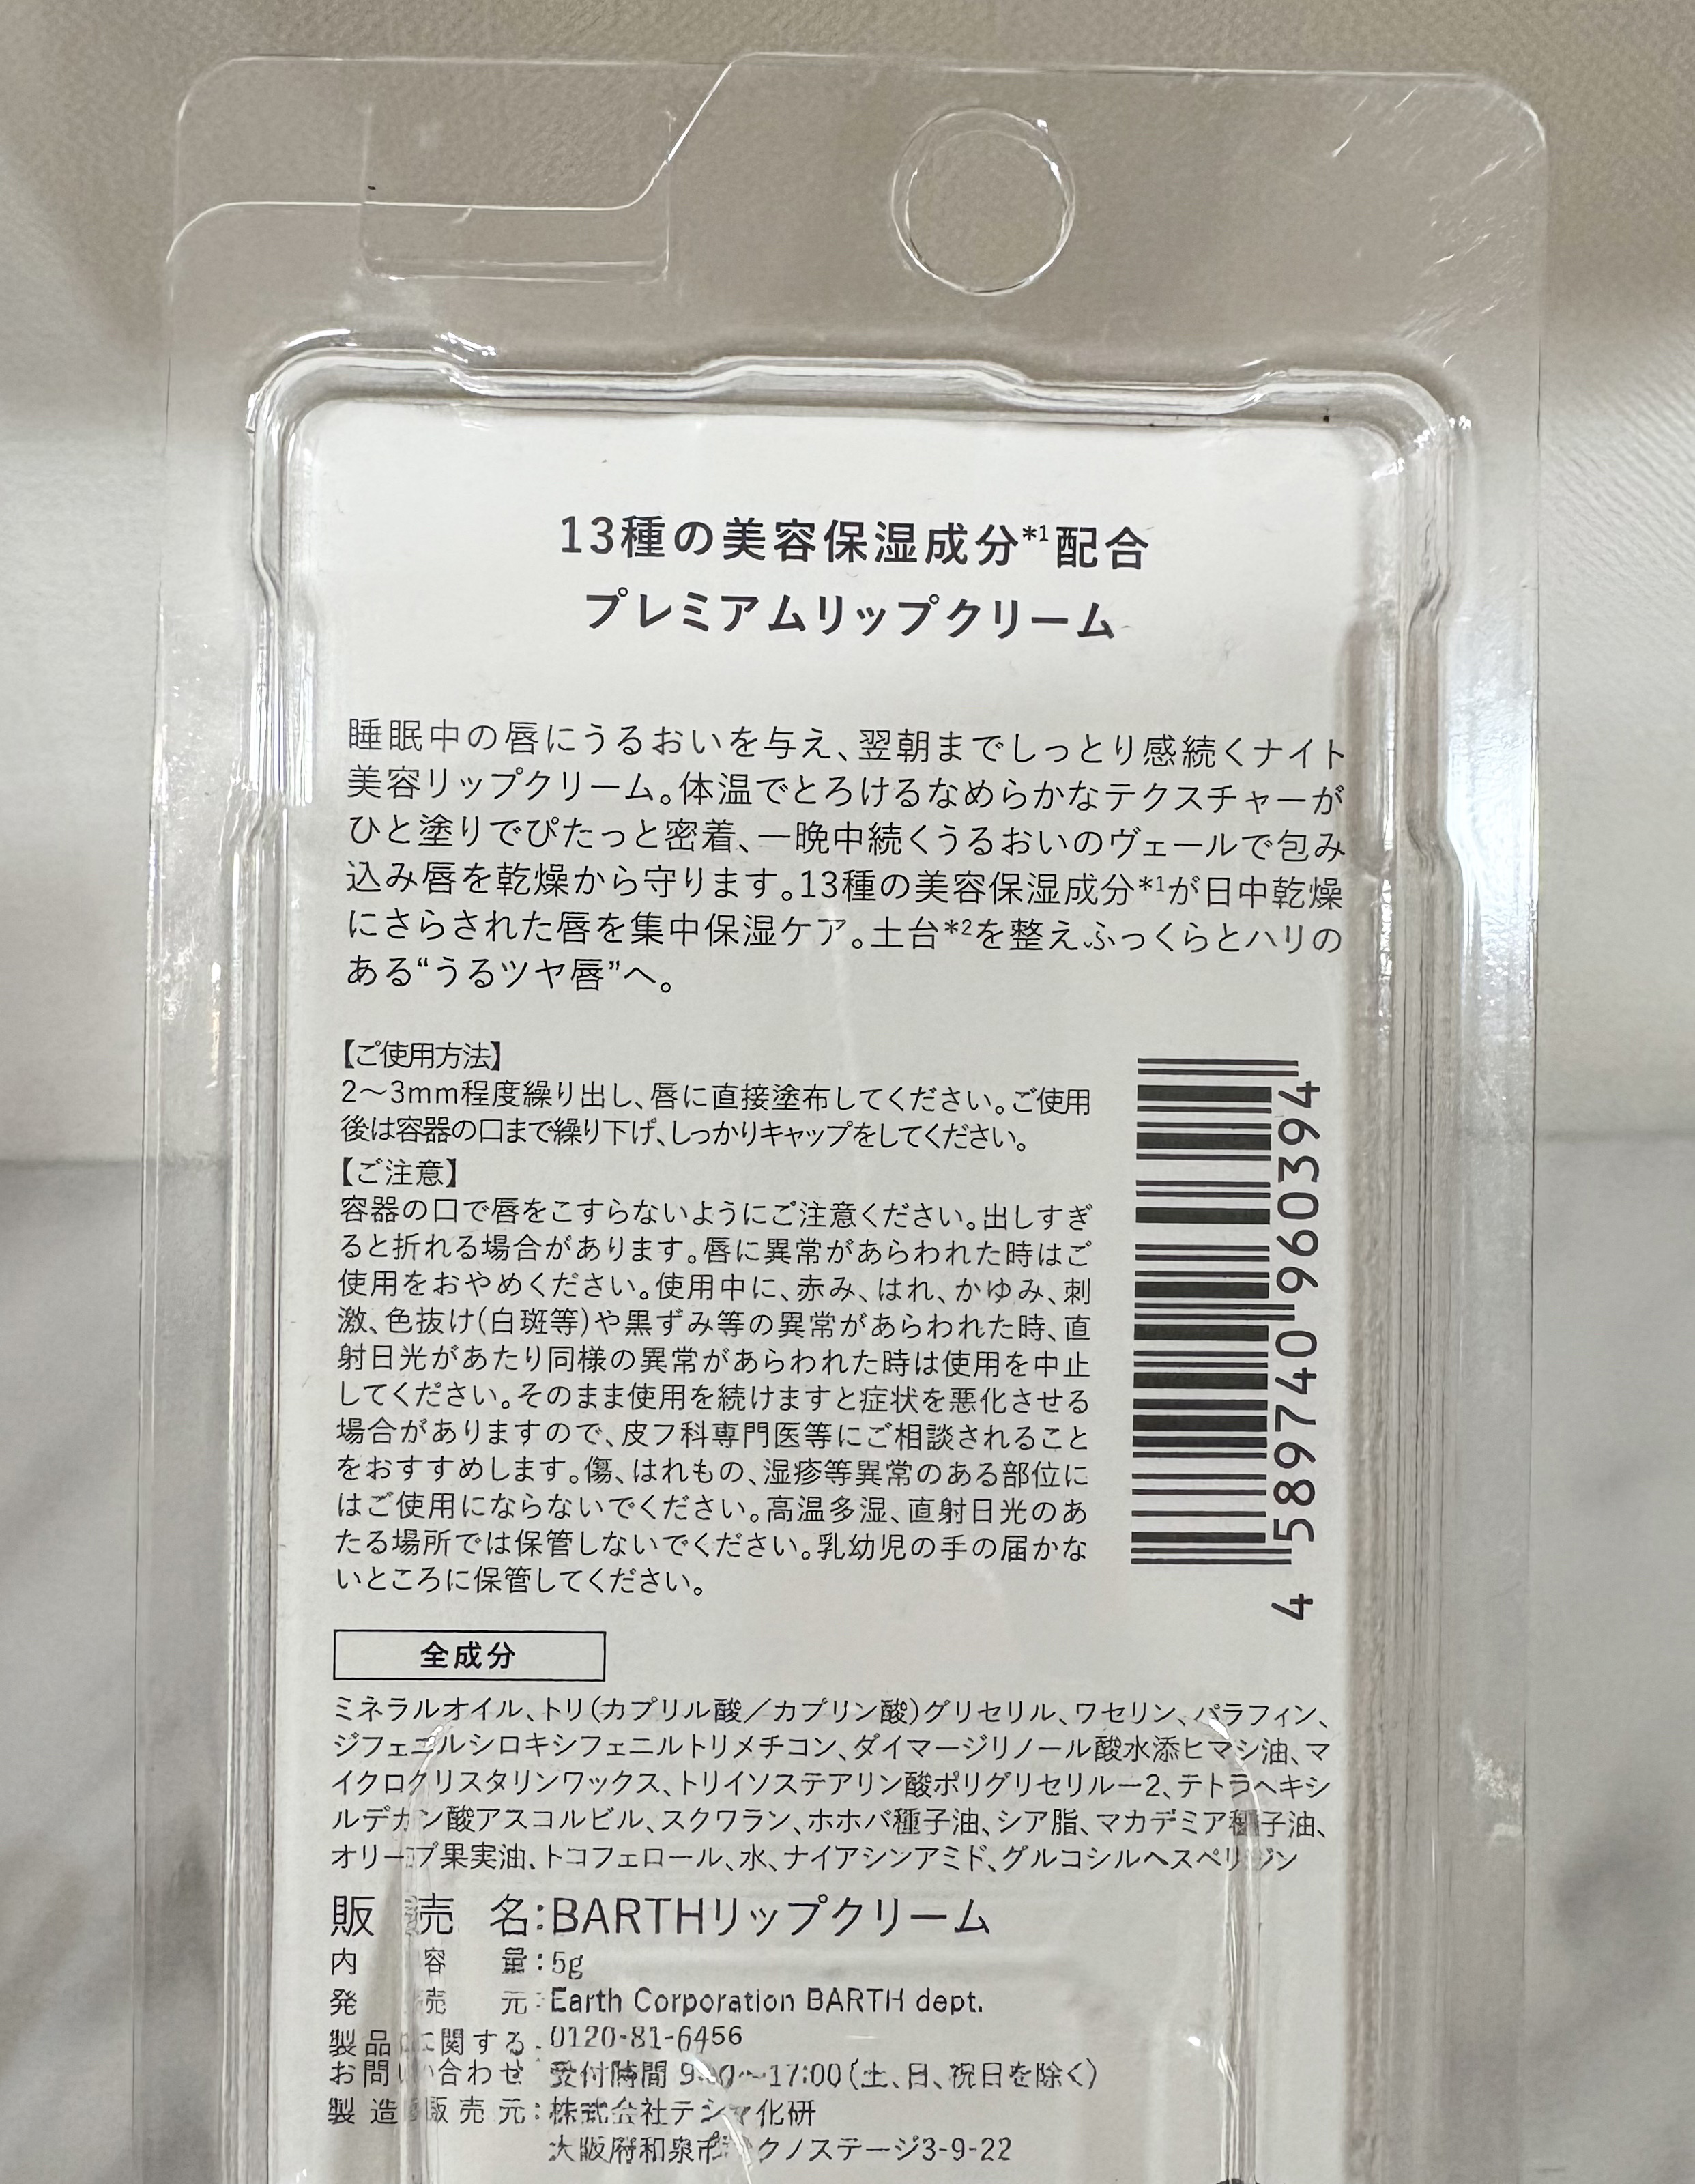 13種の美容保湿成分*1配合
プレミアムリップクリーム
睡眠中の唇にうるおいを与え、翌朝までしっとり感続くナイト
美容リップクリーム。体温でとろけるなめらかなテクスチャーが
ひと塗りでぴたっと密着、一晩中続くうるおいのヴェールで包み
込み唇を乾燥から守ります。13種の美容保湿成分*1が日中乾燥
にさらされた唇を集中保湿ケア。土台*2を整えふっくらとハリの
ある“うるツヤ唇”へ。
【ご使用方法】
2〜3mm程度繰り出し、唇に直接塗布してください。ご使用
後は容器の口まで繰り下げ、しっかりキャップをしてください。
【ご注意】
容器の口で唇をこすらないようにご注意ください。出しすぎ
ると折れる場合があります。唇に異常があらわれた時はご
使用をおやめください。使用中に、赤み、はれ、かゆみ、刺
激、色抜け(白斑等)や黒ずみ等の異常があらわれた時、直
射日光があたり同様の異常があらわれた時は使用を中止
してください。そのまま使用を続けますと症状を悪化させる
場合がありますので、皮フ科専門医等にご相談されること
をおすすめします。傷、はれもの、湿疹等異常のある部位に
はご使用にならないでください。高温多湿、直射日光のあ
たる場所では保管しないでください。乳幼児の手の届かな
いところに保管してください。
4 589740 960394
全成分
ミネラルオイル、トリ(カプリル酸／カプリン酸)グリセリル、ワセリン、パラフィン、
ジフェニルシロキシフェニルトリメチコン、ダイマージリノール酸水添ヒマシ油、マ
イクロクリスタリンワックス、トリイソステアリン酸ポリグリセリルー2、テトラヘキシ
ルデカン酸アスコルビル、スクワラン、ホホバ種子油、シア脂、マカデミア種子油、
オリーブ果実油、トコフェロール、水、ナイアシンアミド、グルコシルヘスペリジン
販売名：BARTHリップクリーム
内容量：5g
発売元：Earth Corporation BARTH dept.
製品に関する 0120-81-6456
お問い合わせ 受付時間 9:00〜17:00(土、日、祝日を除く)
製造販売元：株式会社テシマ化研
大阪府和泉市テクノステージ3-9-22